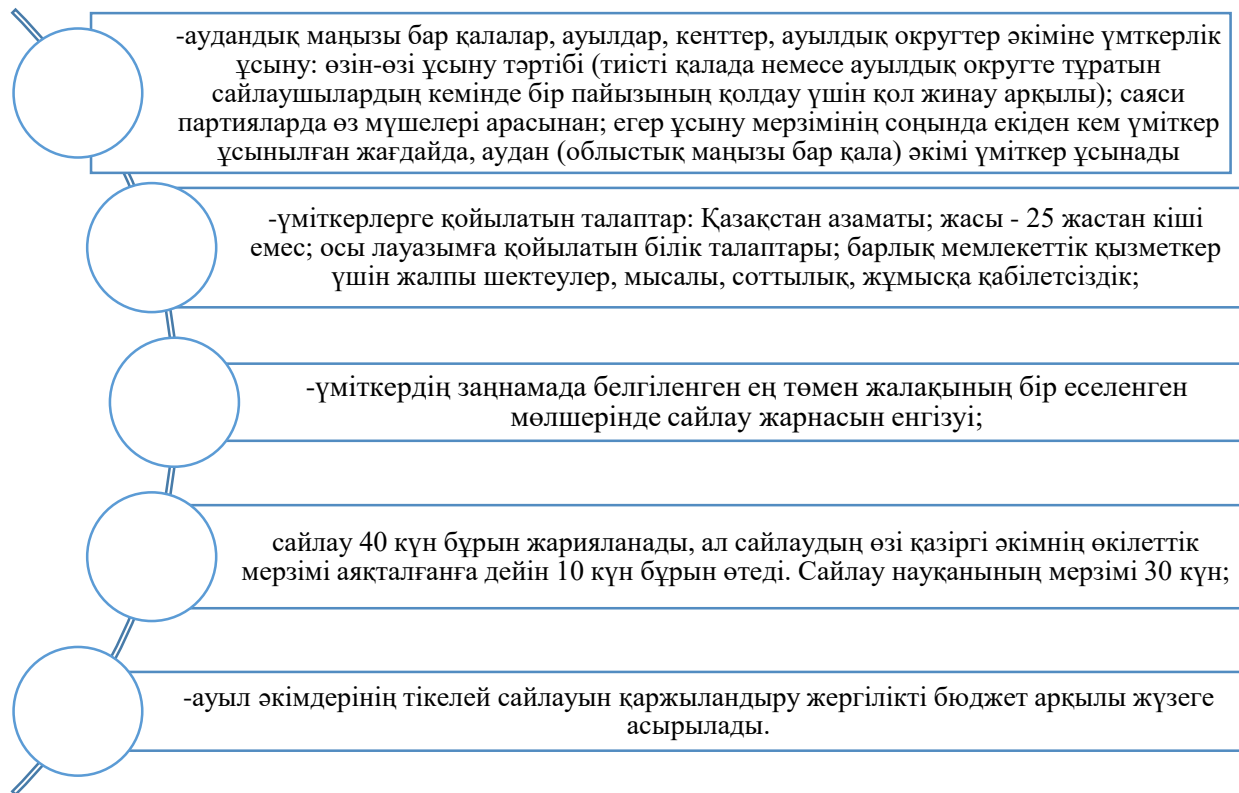 -аудандық маңызы бар қалалар, ауылдар, кенттер, ауылдық округтер әкіміне үмткерлік
ұсыну: өзін-өзі ұсыну тәртібі (тиісті қалада немесе ауылдық округте тұратын
сайлаушылардың кемінде бір пайызының қолдау үшін қол жинау арқылы); саяси
партияларда өз мүшелері арасынан; егер ұсыну мерзімінің соңында екіден кем үміткер
ұсынылған жағдайда, аудан (облыстық маңызы бар қала) әкімі үміткер ұсынады
-үміткерлерге қойылатын талаптар: Қазақстан азаматы; жасы - 25 жастан кіші
емес; осы лауазымға қойылатын білік талаптары; барлық мемлекеттік қызметкер
үшін жалпы шектеулер, мысалы, соттылық, жұмысқа қабілетсіздік;
-үміткердің заңнамада белгіленген ең төмен жалақының бір еселенген
мөлшерінде сайлау жарнасын енгізуі;
сайлау 40 күн бұрын жарияланады, ал сайлаудың өзі қазіргі әкімнің өкілеттік
мерзімі аяқталғанға дейін 10 күн бұрын өтеді. Сайлау науқанының мерзімі 30 күн;
-ауыл әкімдерінің тікелей сайлауын қаржыландыру жергілікті бюджет арқылы жүзеге
асырылады.